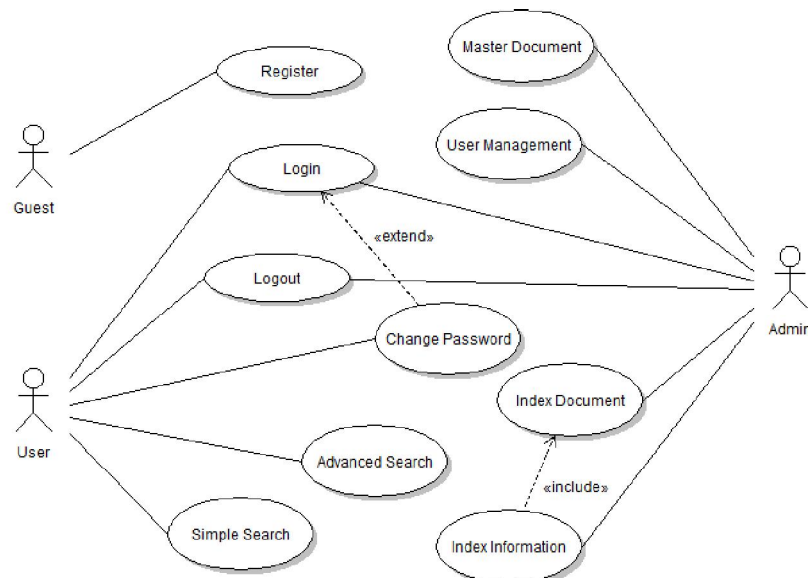 Master Document
Register
User Management
Login
Guest
«extend»
Logout
Admin
Change Password
Index Document
User
Advanced Search
«include»
Simple Search
Index Information